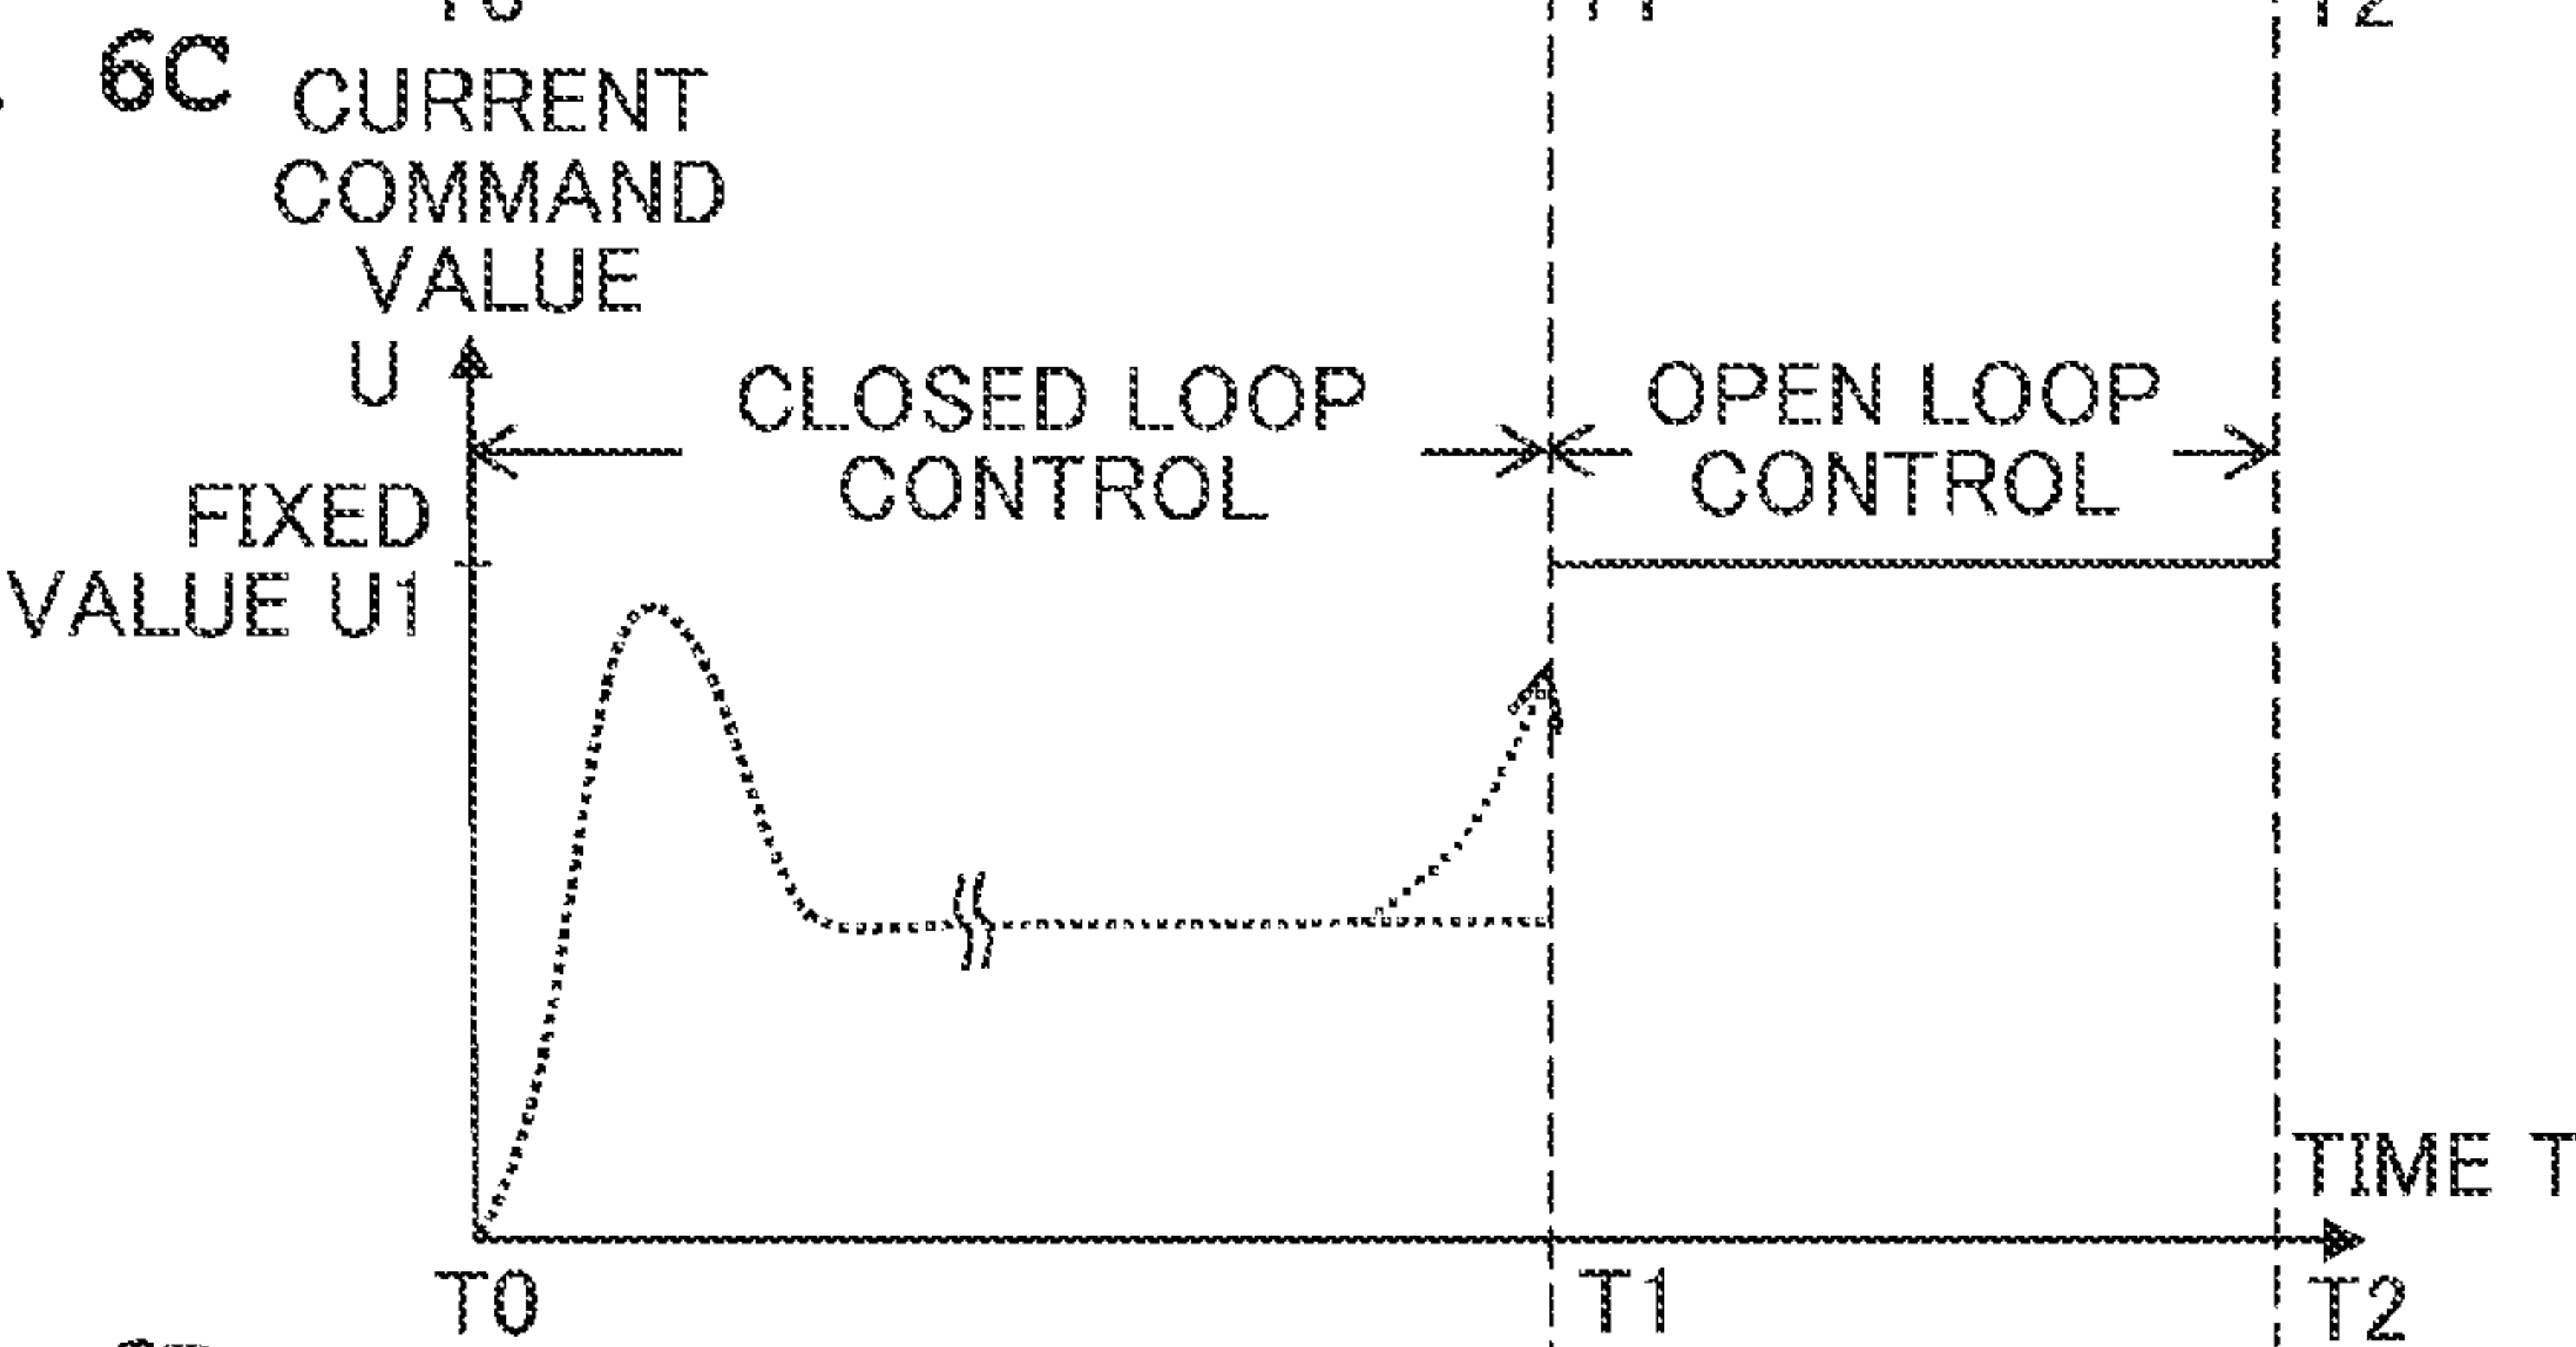 6C
CURRENT
COMMAND
VALUE
U
CLOSED LOOP
CONTROL
OPEN LOOP
CONTROL
FIXED
VALUE U1
TIME T
T0
T1
T2